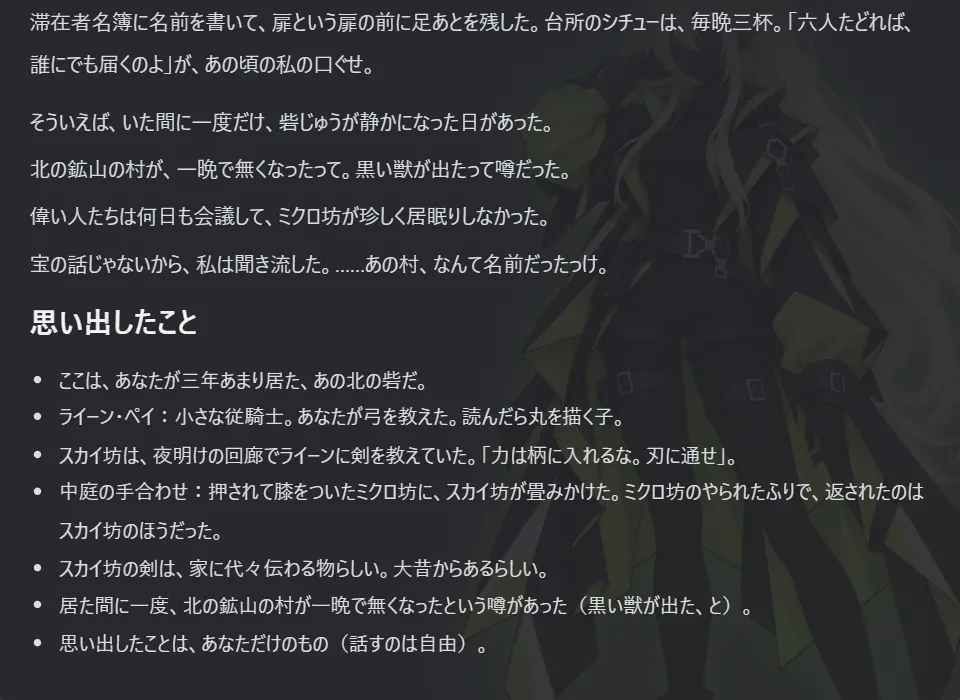 滞在者名簿に名前を書いて、扉という扉の前に足あとを残した。台所のシチューは、毎晩三杯。「六人たどれば、
誰にでも届くのよ」が、あの頃の私の口ぐせ。
そういえば、いた間に一度だけ、砦じゅうが静かになった日があった。
北の鉱山の村が、一晩で無くなったって。黒い獣が出たって噂だった。
偉い人たちは何日も会議して、ミクロ坊が珍しく居眠りしなかった。
宝の話じゃないから、私は聞き流した。……あの村、なんて名前だったっけ。
思い出したこと
• ここは、あなたが三年あまり居た、あの北の砦だ。
• ライーン・ペイ：小さな従騎士。あなたが弓を教えた。読んだら丸を描く子。
• スカイ坊は、夜明けの回廊でライーンに剣を教えていた。「力は柄に入れるな。刃に通せ」。
• 中庭の手合わせ：押されて膝をついたミクロ坊に、スカイ坊が畳みかけた。ミクロ坊のやられたふりで、返されたのは
スカイ坊のほうだった。
• スカイ坊の剣は、家に代々伝わる物らしい。大昔からあるらしい。
• 居た間に一度、北の鉱山の村が一晩で無くなったという噂があった（黒い獣が出た、と）。
• 思い出したことは、あなただけのもの（話すのは自由）。